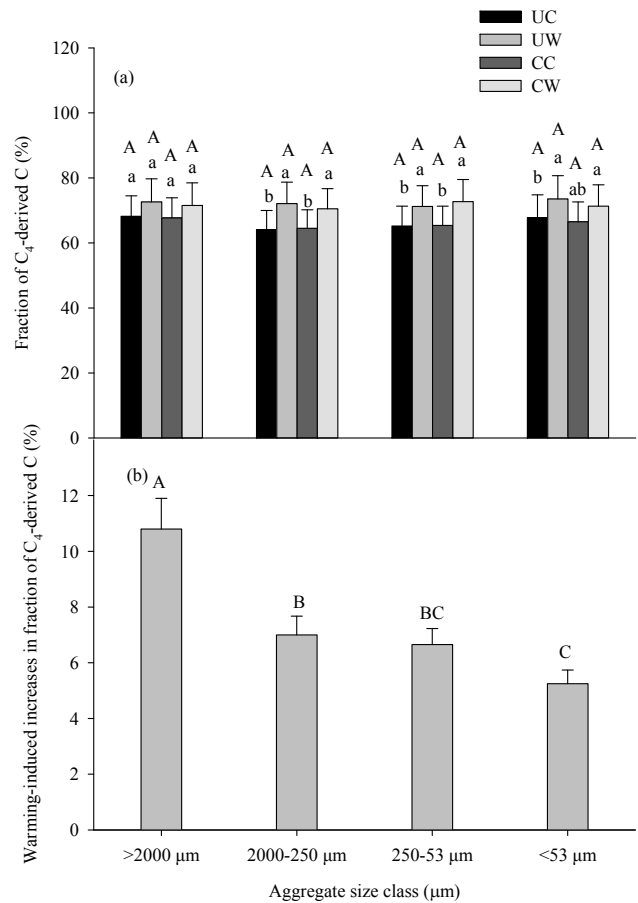 UC
UW
CC
CW
120
(a)
100
A A A A A A A A A A A A A A A A
a a a a b a b a b a b a b a ab a
80
60
40
20
0
Fraction of C₄-derived C (%)
(b)
A
12
10
B
BC
8
C
6
4
2
0
Warming-induced increases in fraction of C₄-derived C (%)
>2000 μm 2000-250 μm 250-53 μm <53 μm
Aggregate size class (μm)